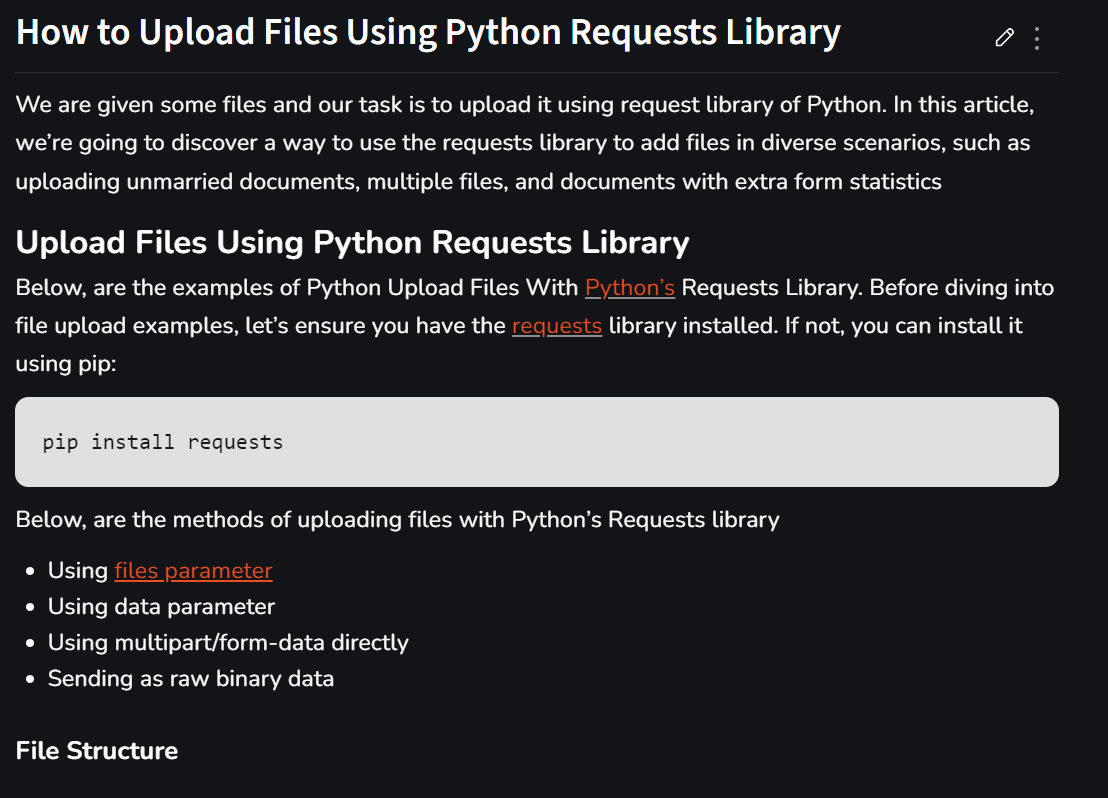 How to Upload Files Using Python Requests Library
We are given some files and our task is to upload it using request library of Python. In this article,
we’re going to discover a way to use the requests library to add files in diverse scenarios, such as
uploading unmarried documents, multiple files, and documents with extra form statistics
Upload Files Using Python Requests Library
Below, are the examples of Python Upload Files With Python’s Requests Library. Before diving into
file upload examples, let’s ensure you have the requests library installed. If not, you can install it
using pip:
pip install requests
Below, are the methods of uploading files with Python’s Requests library
• Using files parameter
• Using data parameter
• Using multipart/form-data directly
• Sending as raw binary data
File Structure